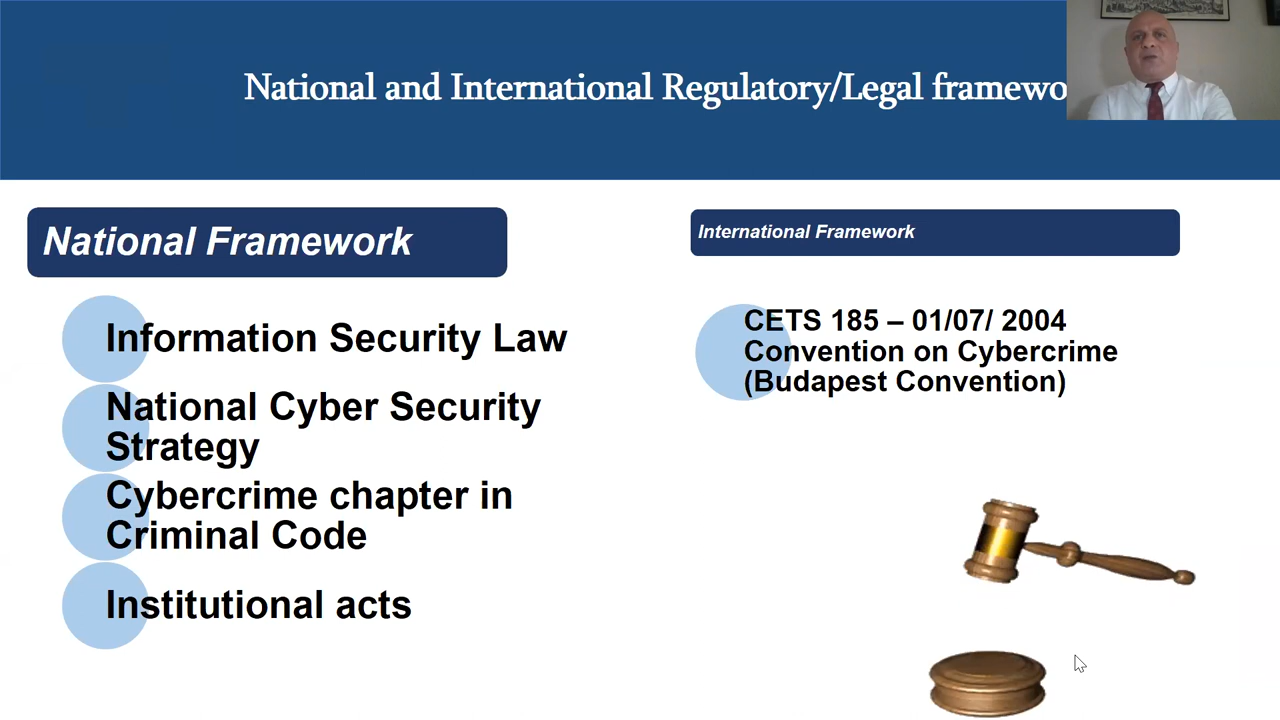 National and International Regulatory/Legal framewo
National Framework
Information Security Law
National Cyber Security
Strategy
Cybercrime chapter in
Criminal Code
Institutional acts
International Framework
CETS 185 – 01/07/ 2004
Convention on Cybercrime
(Budapest Convention)